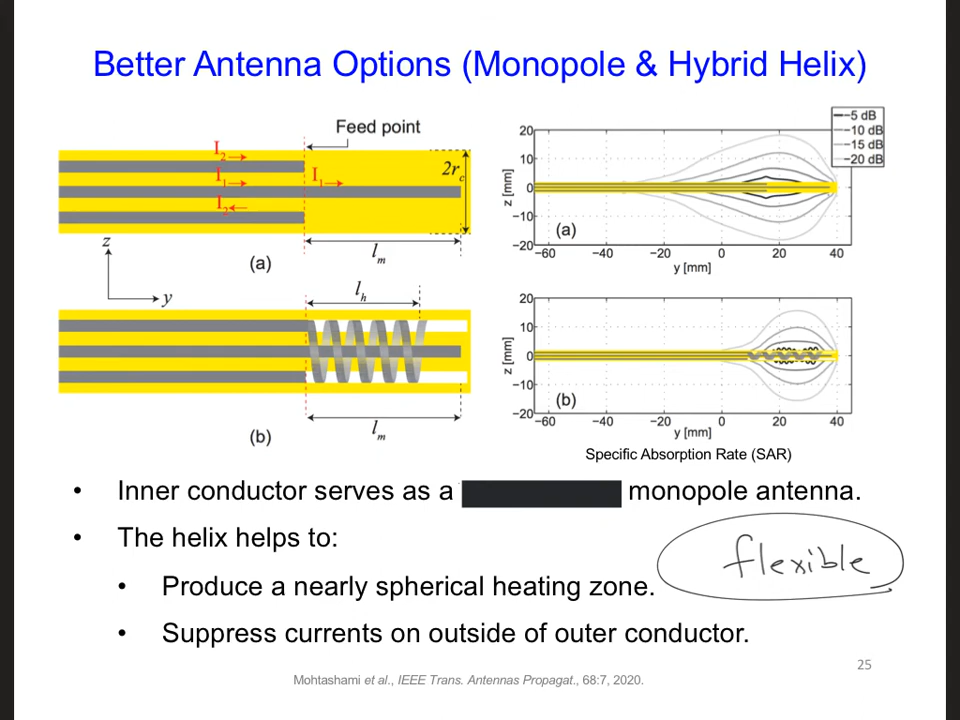 Better Antenna Options (Monopole & Hybrid Helix)
Feed point
I2
I1
I1
I2
2rc
lm
(a)
z
y
lh
lm
(b)
−5 dB
−10 dB
−15 dB
−20 dB
20
10
0
−10
−20
z [mm]
(a)
−60 −40 −20 0 20 40
y [mm]
20
10
0
−10
−20
z [mm]
(b)
−60 −40 −20 0 20 40
y [mm]
Specific Absorption Rate (SAR)
• Inner conductor serves as a monopole antenna.
• The helix helps to:
flexible
• Produce a nearly spherical heating zone.
• Suppress currents on outside of outer conductor.
25
Mohtashami et al., IEEE Trans. Antennas Propagat., 68:7, 2020.